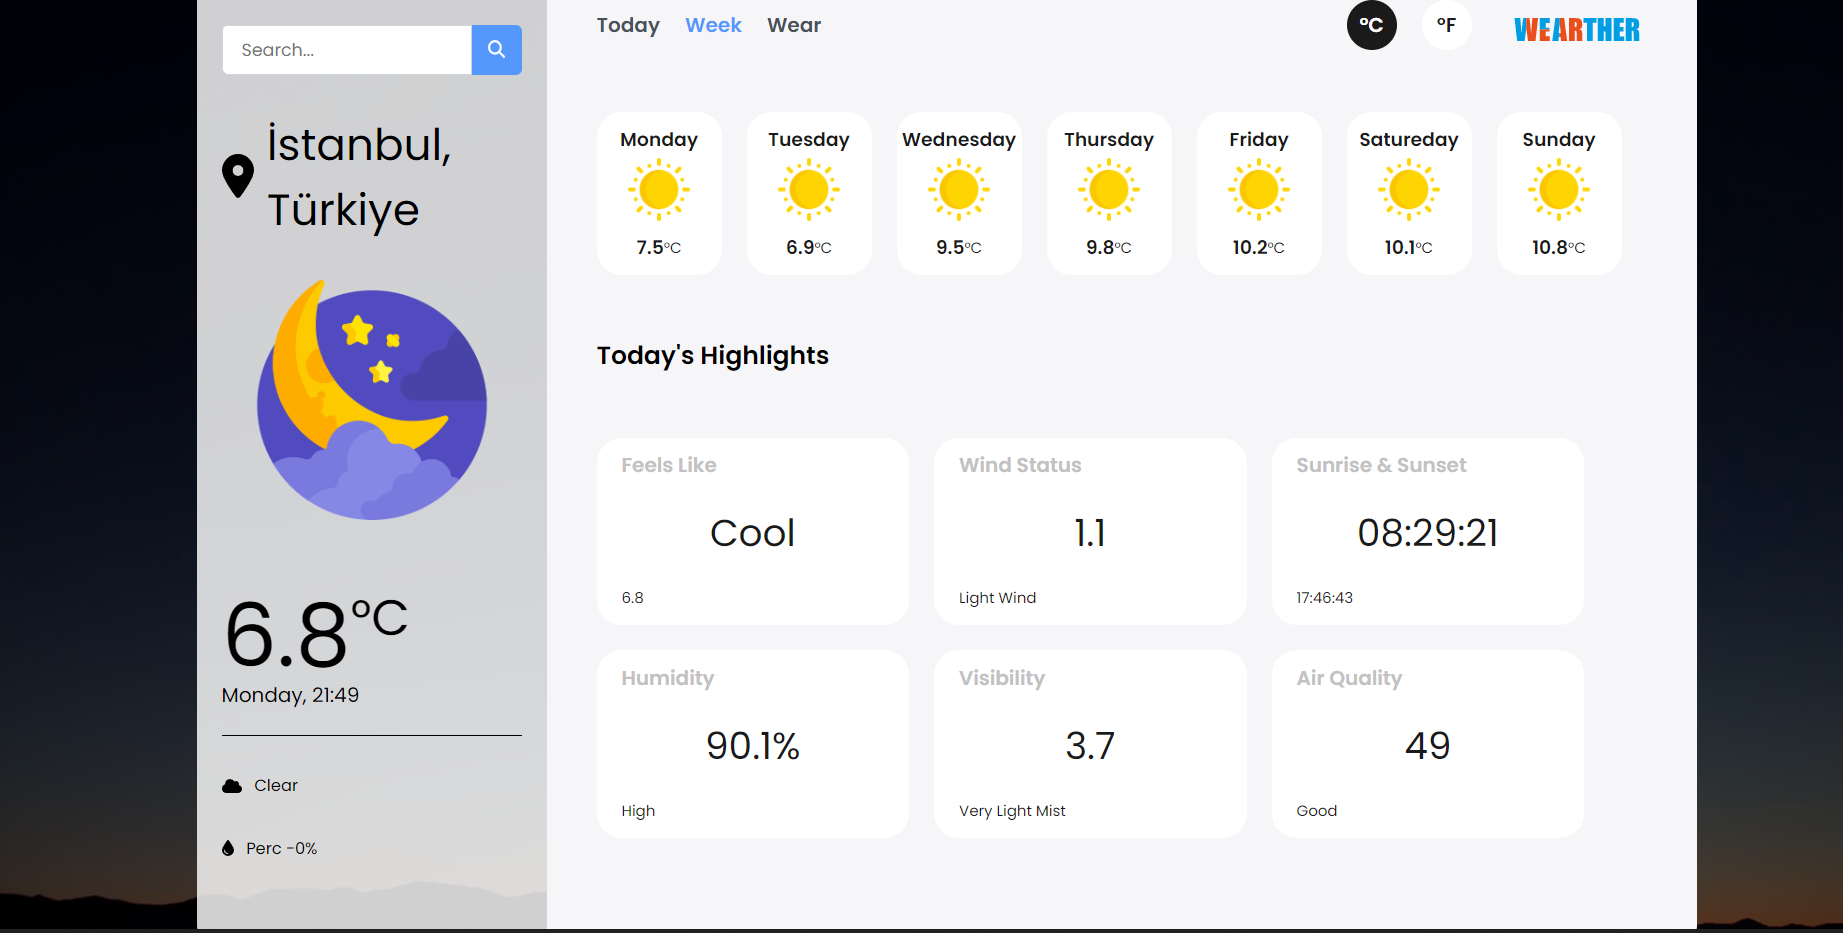 Search...
İstanbul,
Türkiye
6.8°C
Monday, 21:49
Clear
Perc -0%
Today Week Wear
°C °F
WEARTHER
Monday Tuesday Wednesday Thursday Friday Satureday Sunday
7.5°C 6.9°C 9.5°C 9.8°C 10.2°C 10.1°C 10.8°C
Today's Highlights
Feels Like
Cool
6.8
Wind Status
1.1
Light Wind
Sunrise & Sunset
08:29:21
17:46:43
Humidity
90.1%
High
Visibility
3.7
Very Light Mist
Air Quality
49
Good